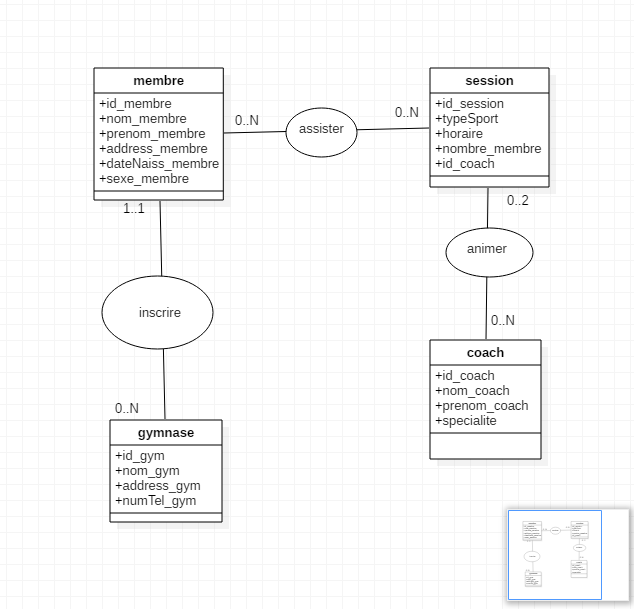 membre
+id_membre
+nom_membre
+prenom_membre
+address_membre
+dateNaiss_membre
+sexe_membre
0..N
assister
0..N
session
+id_session
+typeSport
+horaire
+nombre_membre
+id_coach
1..1
0..2
inscrire
animer
0..N
0..N
gymnase
+id_gym
+nom_gym
+address_gym
+numTel_gym
coach
+id_coach
+nom_coach
+prenom_coach
+specialite